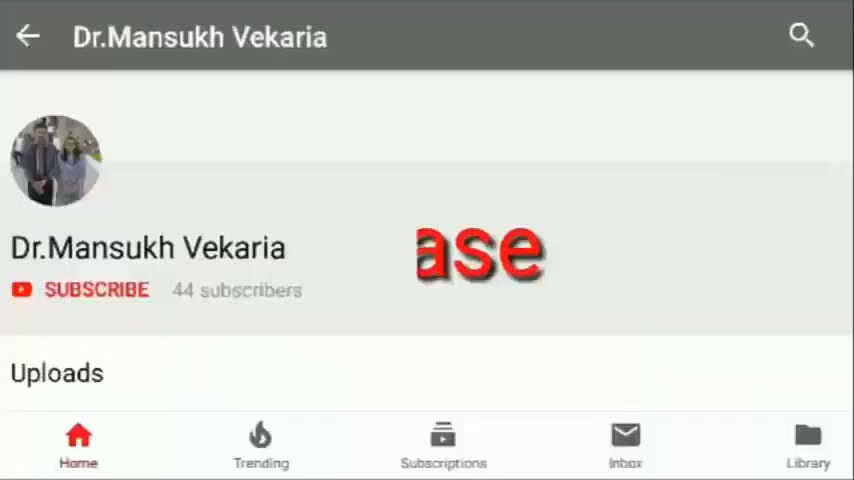 Dr.Mansukh Vekaria
Dr.Mansukh Vekaria
ase
SUBSCRIBE 44 subscribers
Uploads
Home Trending Subscriptions Inbox Library